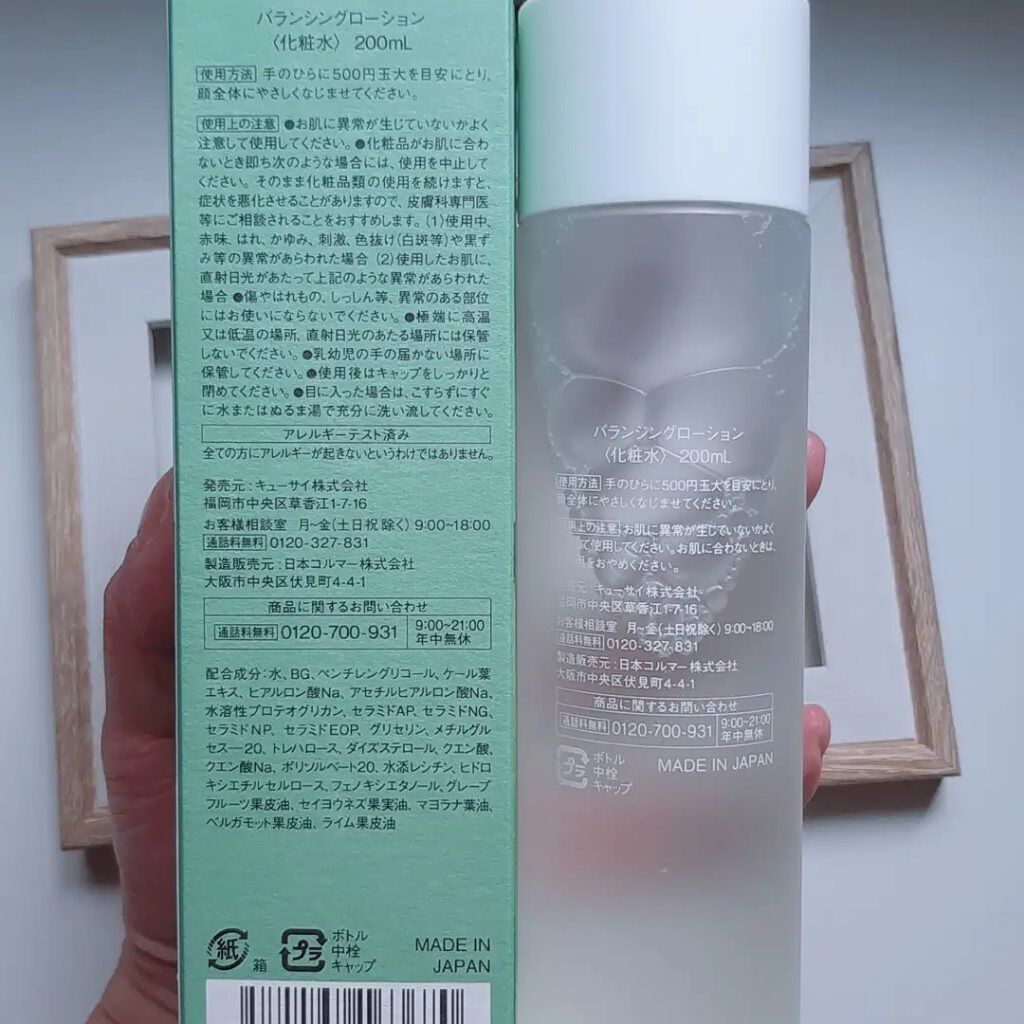 バランシングローション
〈化粧水〉 200mL
使用方法 手のひらに500円玉大を目安にとり、
顔全体にやさしくなじませてください。
使用上の注意 ●お肌に異常が生じていないかよく
注意して使用してください。●化粧品がお肌に合わ
ないとき即ち次のような場合には、使用を中止して
ください。そのまま化粧品類の使用を続けますと、
症状を悪化させることがありますので、皮膚科専門医
等にご相談されることをおすすめします。(1)使用中、
赤味、はれ、かゆみ、刺激、色抜け(白斑等)や黒ず
み等の異常があらわれた場合 (2)使用したお肌に、
直射日光があたって上記のような異常があらわれた
場合 ●傷やはれもの、しっしん等、異常のある部位
にはお使いにならないでください。●極端に高温
又は低温の場所、直射日光のあたる場所には保管
しないでください。●乳幼児の手の届かない場所に
保管してください。●使用後はキャップをしっかりと
閉めてください。●目に入った場合は、こすらずにすぐ
に水またはぬるま湯で充分に洗い流してください。
アレルギーテスト済み
全ての方にアレルギーが起きないというわけではありません。
発売元：キューサイ株式会社
福岡市中央区草香江1-7-16
お客様相談室 月~金(土日祝除く) 9:00~18:00
通話料無料 0120-327-831
製造販売元：日本コルマー株式会社
大阪市中央区伏見町4-4-1
商品に関するお問い合わせ
通話料無料 0120-700-931 9:00~21:00
年中無休
配合成分：水、BG、ペンチレングリコール、ケール葉
エキス、ヒアルロン酸Na、アセチルヒアルロン酸Na、
水溶性プロテオグリカン、セラミドAP、セラミドNG、
セラミドNP、セラミドEOP、グリセリン、メチルグル
セス-20、トレハロース、ダイズステロール、クエン酸、
クエン酸Na、ポリソルベート20、水添レシチン、ヒドロ
キシエチルセルロース、フェノキシエタノール、グレープ
フルーツ果皮油、セイヨウネズ果実油、マヨラナ葉油、
ベルガモット果皮油、ライム果皮油
紙 箱
プラ ボトル
中栓
キャップ
MADE IN
JAPAN
バランシングローション
〈化粧水〉 200mL
使用方法 手のひらに500円玉大を目安にとり、
顔全体にやさしくなじませてください。
使用上の注意 お肌に異常が生じていないかよく
て使用してください。お肌に合わないときは、
をおやめください。
発売元：キューサイ株式会社
福岡市中央区草香江1-7-16
お客様相談室 月~金(土日祝除く) 9:00~18:00
通話料無料 0120-327-831
製造販売元：日本コルマー株式会社
大阪市中央区伏見町4-4-1
商品に関するお問い合わせ
通話料無料 0120-700-931 9:00~21:00
年中無休
プラ ボトル
中栓
キャップ
MADE IN JAPAN